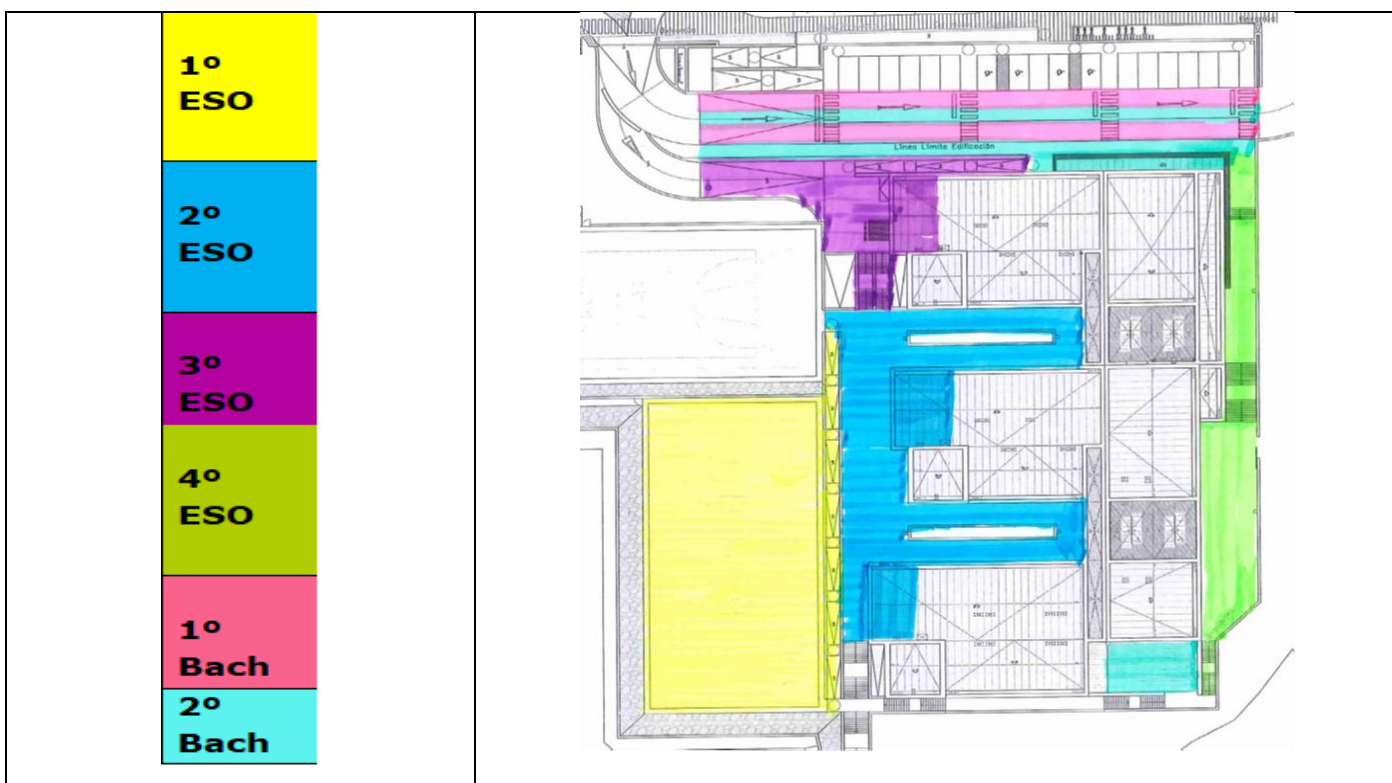 1º
ESO
2º
ESO
3º
ESO
4º
ESO
1º
Bach
2º
Bach
Línea Límite Edificación